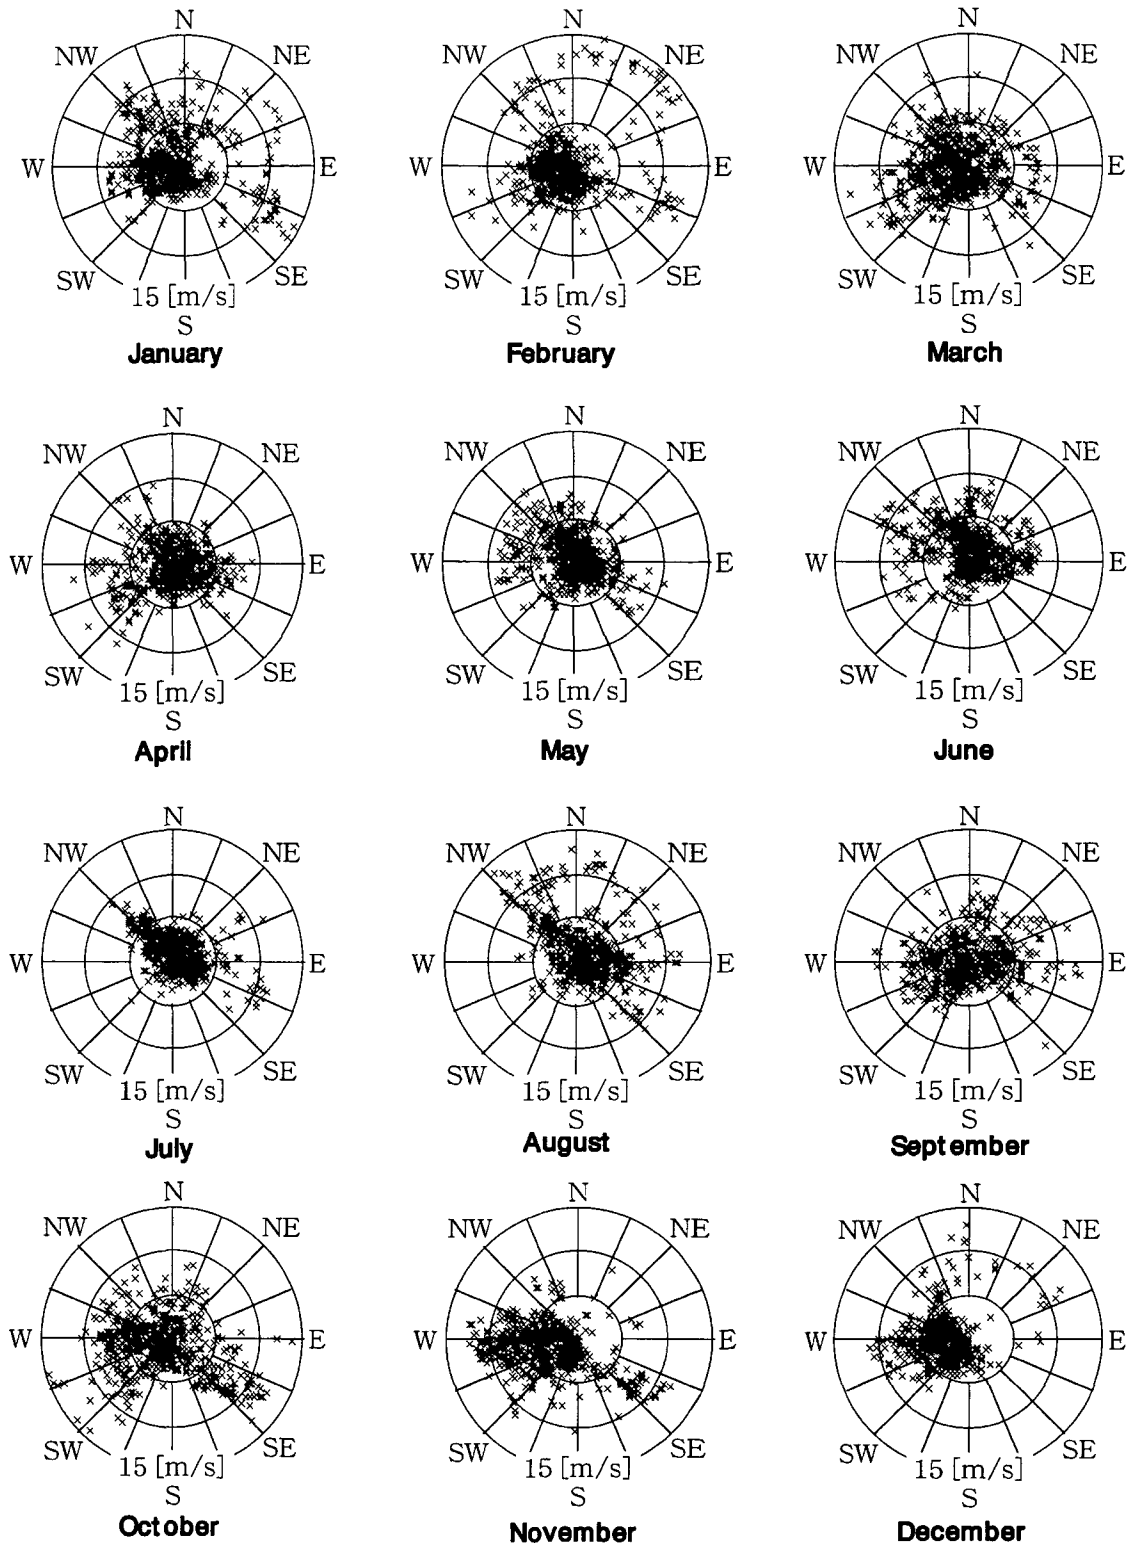 N N N
NW NE NW NE NW NE
W E W E W E
SW SE SW SE SW SE
15 [m/s] 15 [m/s] 15 [m/s]
S S S
January February March
N N N
NW NE NW NE NW NE
W E W E W E
SW SE SW SE SW SE
15 [m/s] 15 [m/s] 15 [m/s]
S S S
April May June
N N N
NW NE NW NE NW NE
W E W E W E
SW SE SW SE SW SE
15 [m/s] 15 [m/s] 15 [m/s]
S S S
July August September
N N N
NW NE NW NE NW NE
W E W E W E
SW SE SW SE SW SE
15 [m/s] 15 [m/s] 15 [m/s]
S S S
October November December